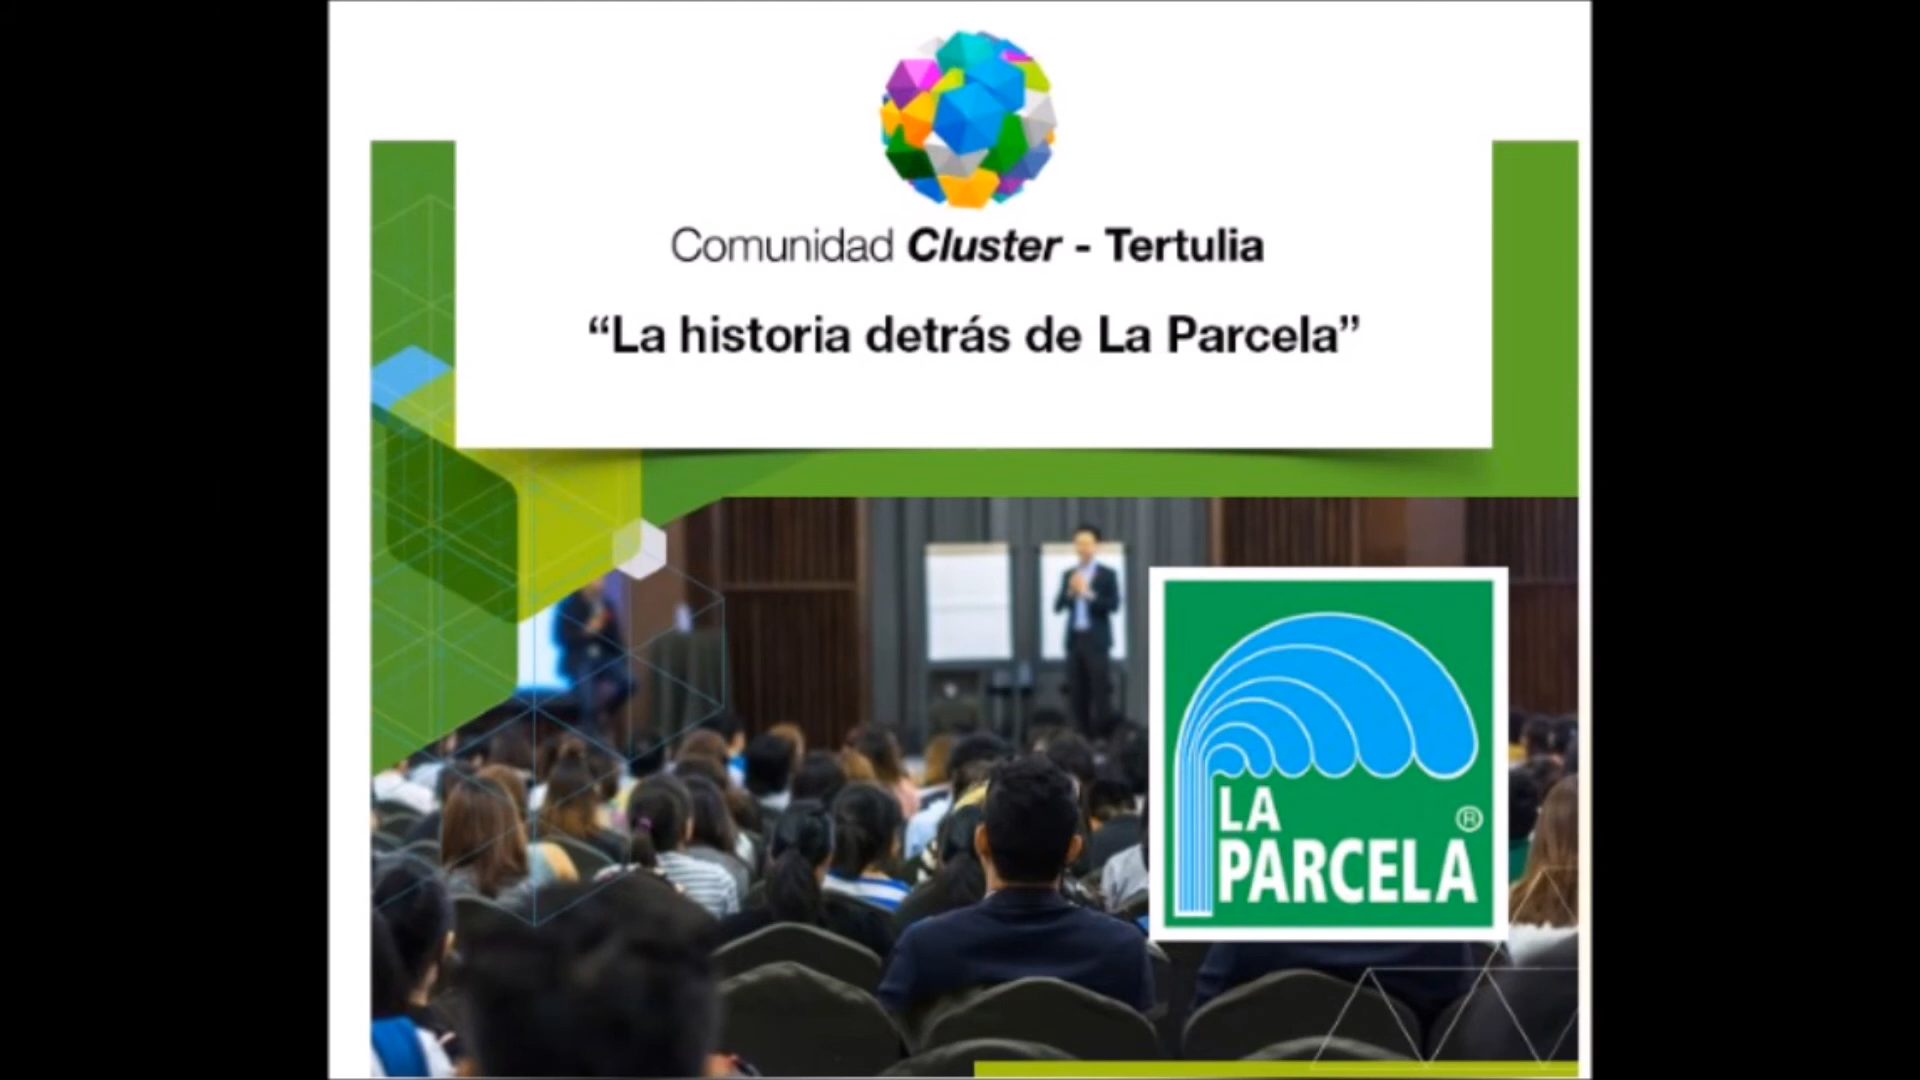 Comunidad Cluster - Tertulia
“La historia detrás de La Parcela”
LA
PARCELA®